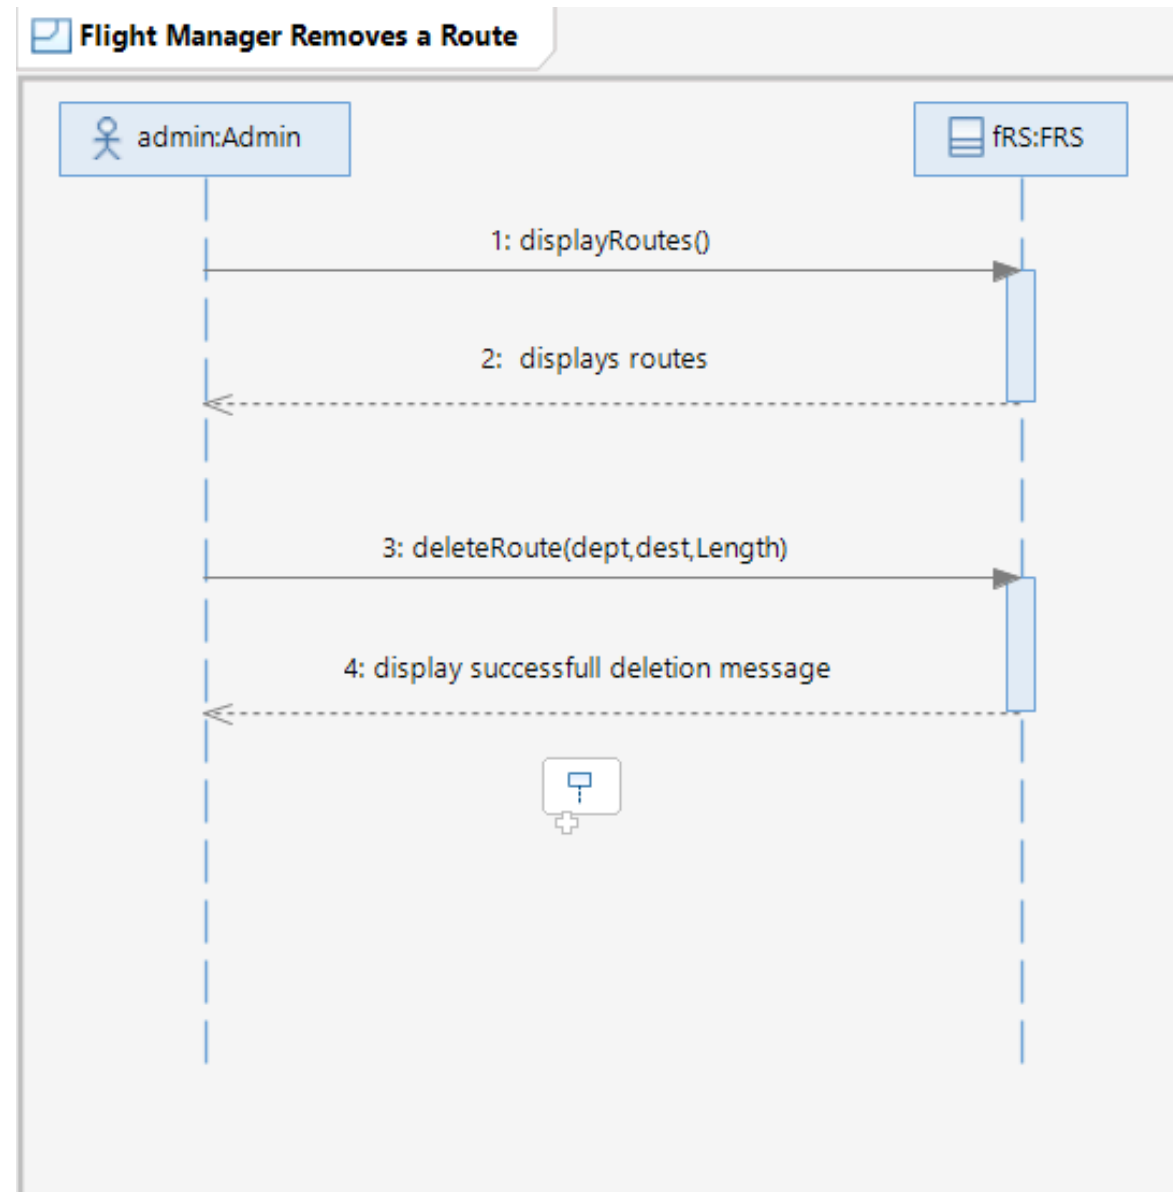 Flight Manager Removes a Route
admin:Admin
fRS:FRS
1: displayRoutes()
2:  displays routes
3: deleteRoute(dept,dest,Length)
4: display successfull deletion message